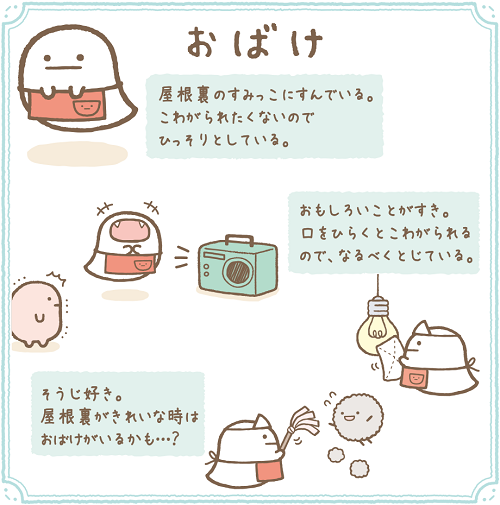 おばけ
屋根裏のすみっこにすんでいる。
こわがられたくないので
ひっそりとしている。
おもしろいことがすき。
口をひらくとこわがられる
ので、なるべくとじている。
そうじ好き。
屋根裏がきれいな時は
おばけがいるかも…?